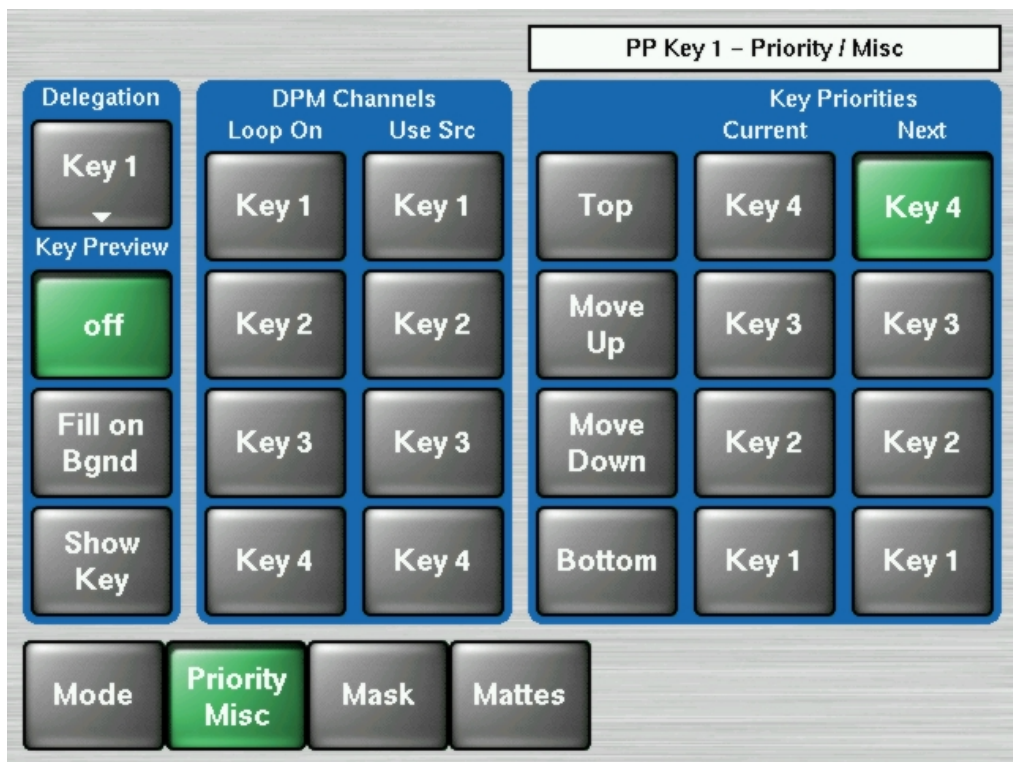 PP Key 1 – Priority / Misc
Delegation
Key 1
Key Preview
off
Fill on
Bgnd
Show
Key
DPM Channels
Loop On Use Src
Key 1 Key 1
Key 2 Key 2
Key 3 Key 3
Key 4 Key 4
Key Priorities
Current Next
Top Key 4 Key 4
Move
Up
Key 3 Key 3
Move
Down
Key 2 Key 2
Bottom Key 1 Key 1
Mode
Priority
Misc
Mask
Mattes